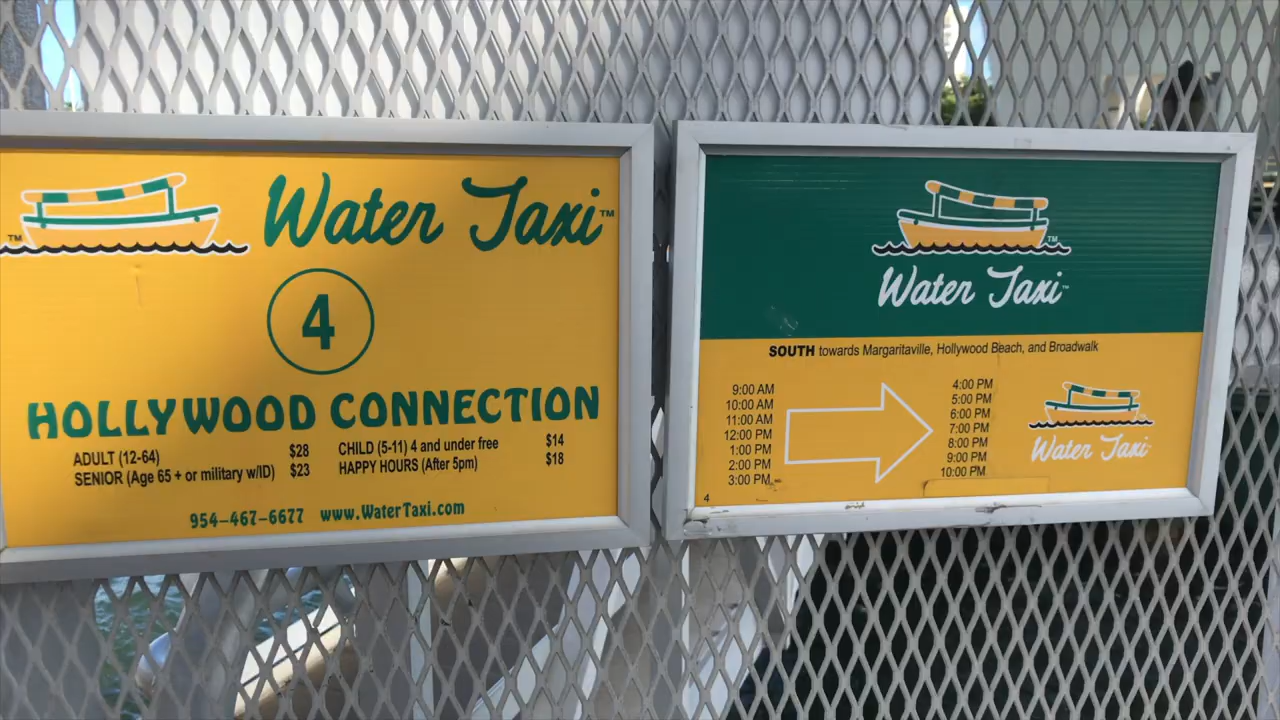 Water Taxi™
TM
4
HOLLYWOOD CONNECTION
ADULT (12-64) $28 CHILD (5-11) 4 and under free $14
SENIOR (Age 65 + or military w/ID) $23 HAPPY HOURS (After 5pm) $18
954-467-6677 www.WaterTaxi.com
TM
Water Taxi™
SOUTH towards Margaritaville, Hollywood Beach, and Broadwalk
9:00 AM
10:00 AM
11:00 AM
12:00 PM
1:00 PM
2:00 PM
3:00 PM
4:00 PM
5:00 PM
6:00 PM
7:00 PM
8:00 PM
9:00 PM
10:00 PM
Water Taxi
4